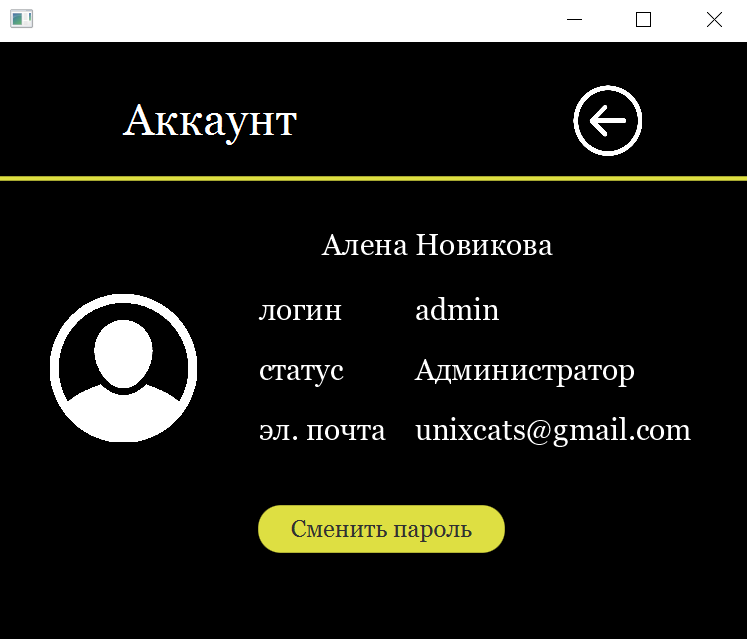 Аккаунт
Алена Новикова
логин admin
статус Администратор
эл. почта unixcats@gmail.com
Сменить пароль